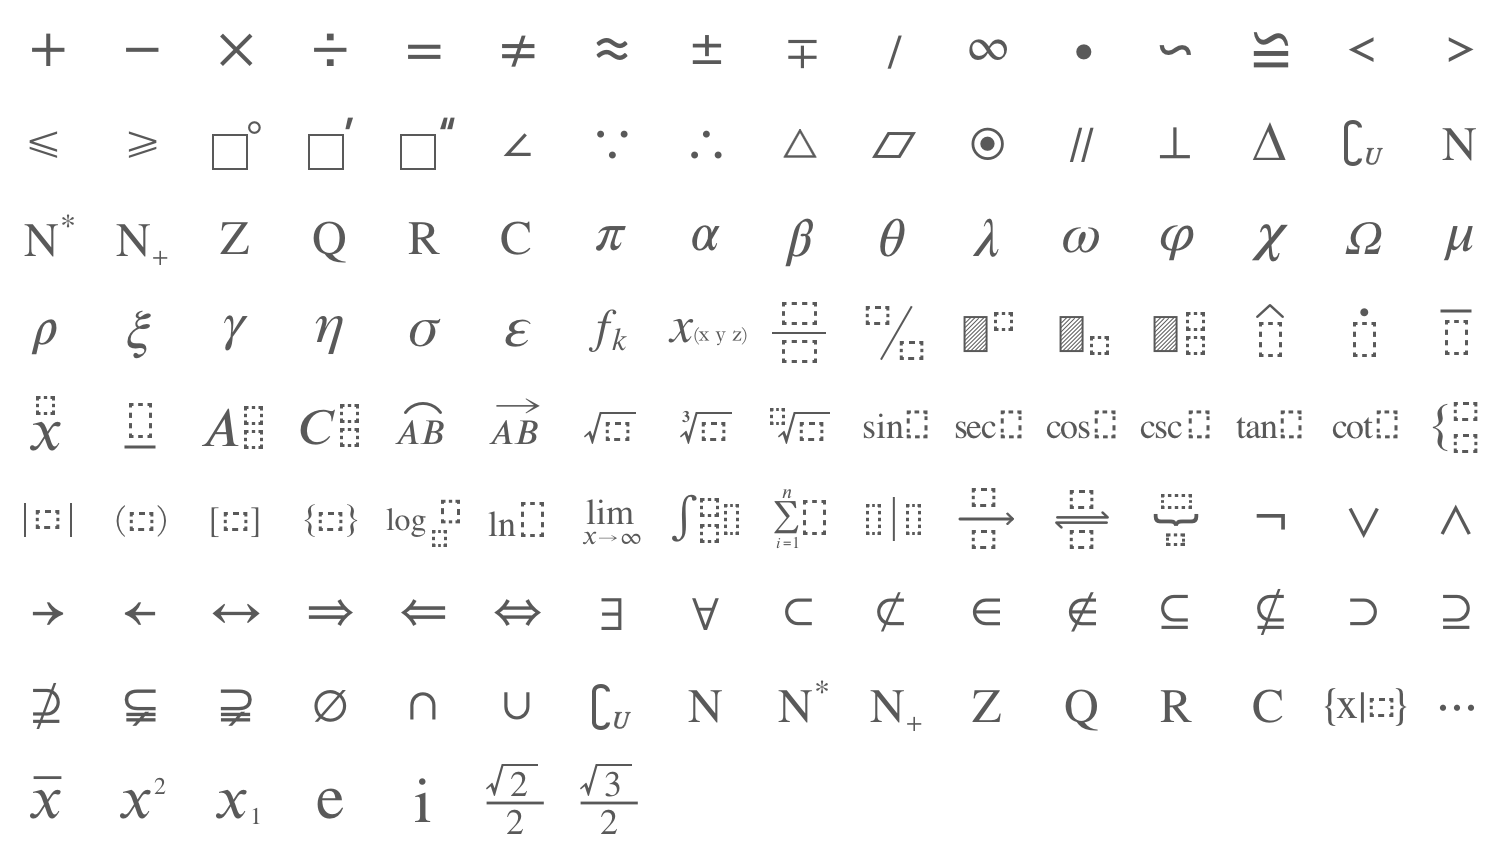 + − × ÷ = ≠ ≈ ± ∓ / ∞ • ∽ ≌ < >
⩽ ⩾ □° □′ □″ ∠ ∵ ∴ △ ▱ ⊙ // ⊥ Δ ∁U N
N* N+ Z Q R C π α β θ λ ω φ χ Ω μ
ρ ξ γ η σ ε fk x(x y z)
x A C AB AB √ ∛ √ sin sec cos csc tan cot {
| | ( ) [ ] { } log ln lim x→∞ ∫ n ∑ i=1 | → ⇌ ⏟ ¬ ∨ ∧
→ ← ↔ ⇒ ⇐ ⇔ ∃ ∀ ⊂ ⊄ ∈ ∉ ⊆ ⊈ ⊃ ⊇
⊉ ⫋ ⫌ ∅ ∩ ∪ ∁U N N* N+ Z Q R C {x| } …
x̅ x² x₁ e i √2/2 √3/2